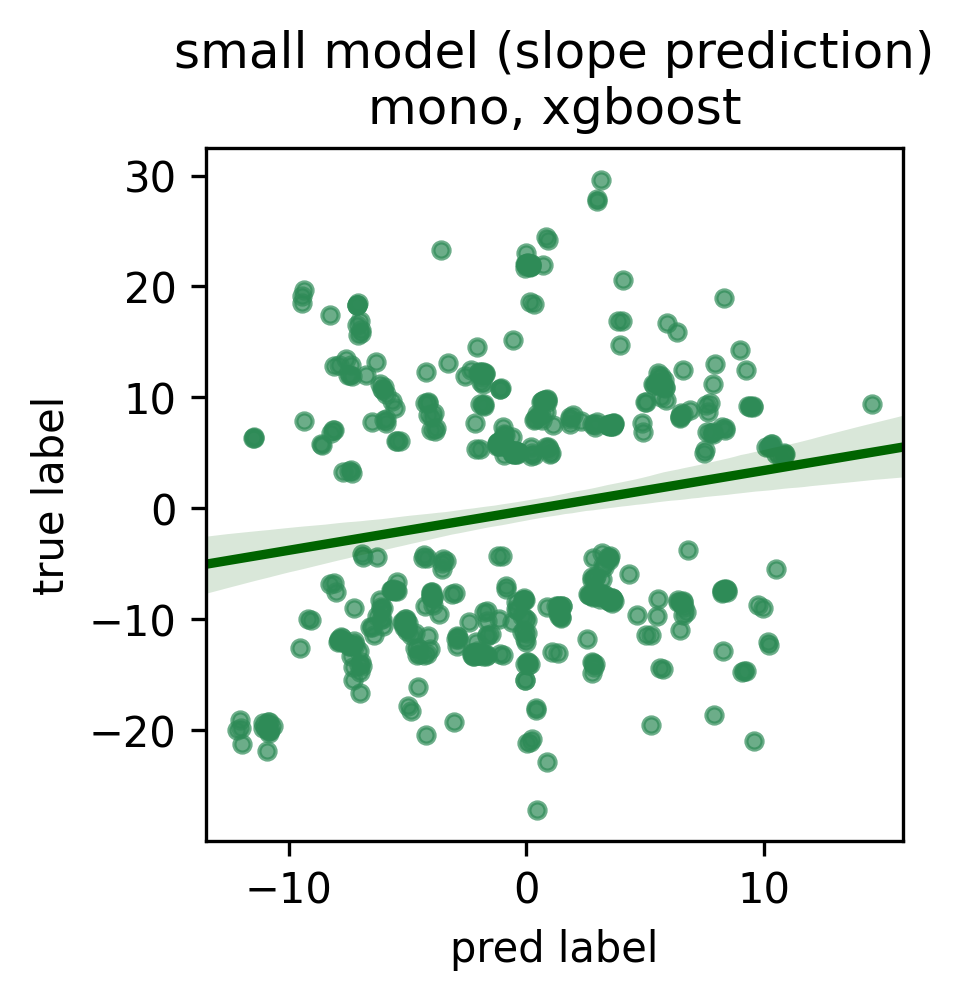 small model (slope prediction)
mono, xgboost
30
20
10
0
−10
−20
true label
−10
0
10
pred label